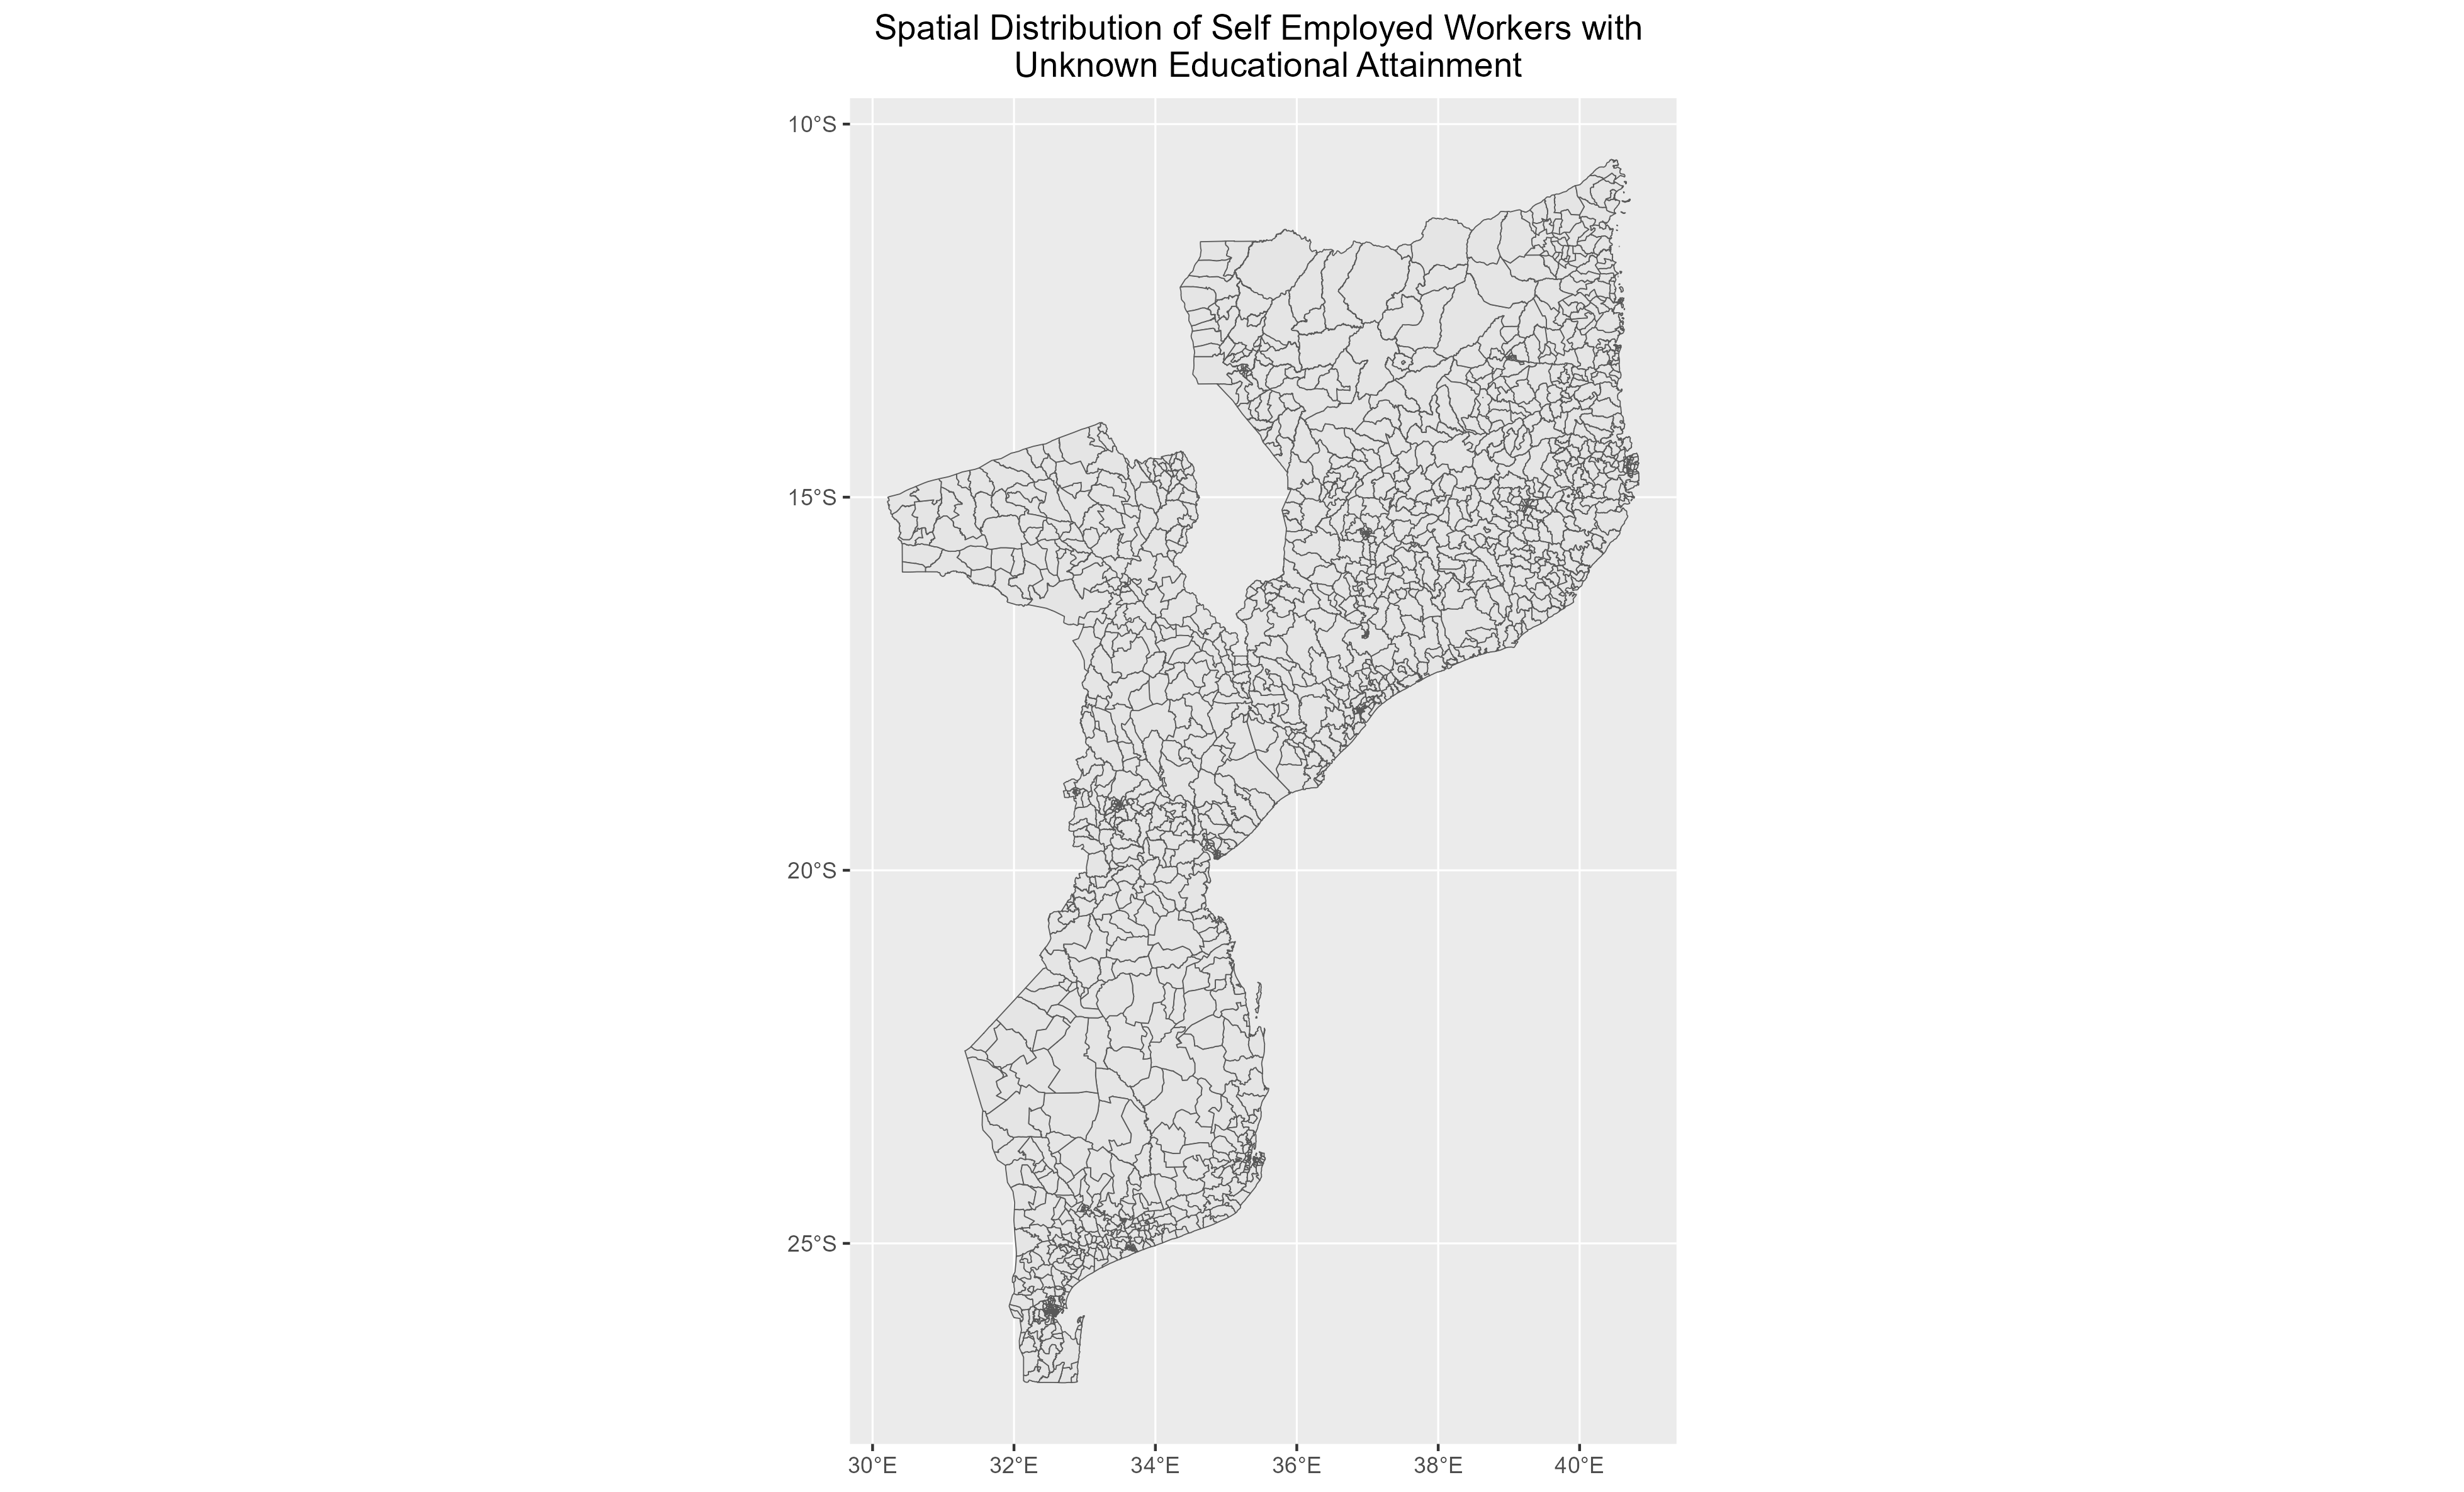 Spatial Distribution of Self Employed Workers with
Unknown Educational Attainment
10°S
15°S
20°S
25°S
30°E
32°E
34°E
36°E
38°E
40°E